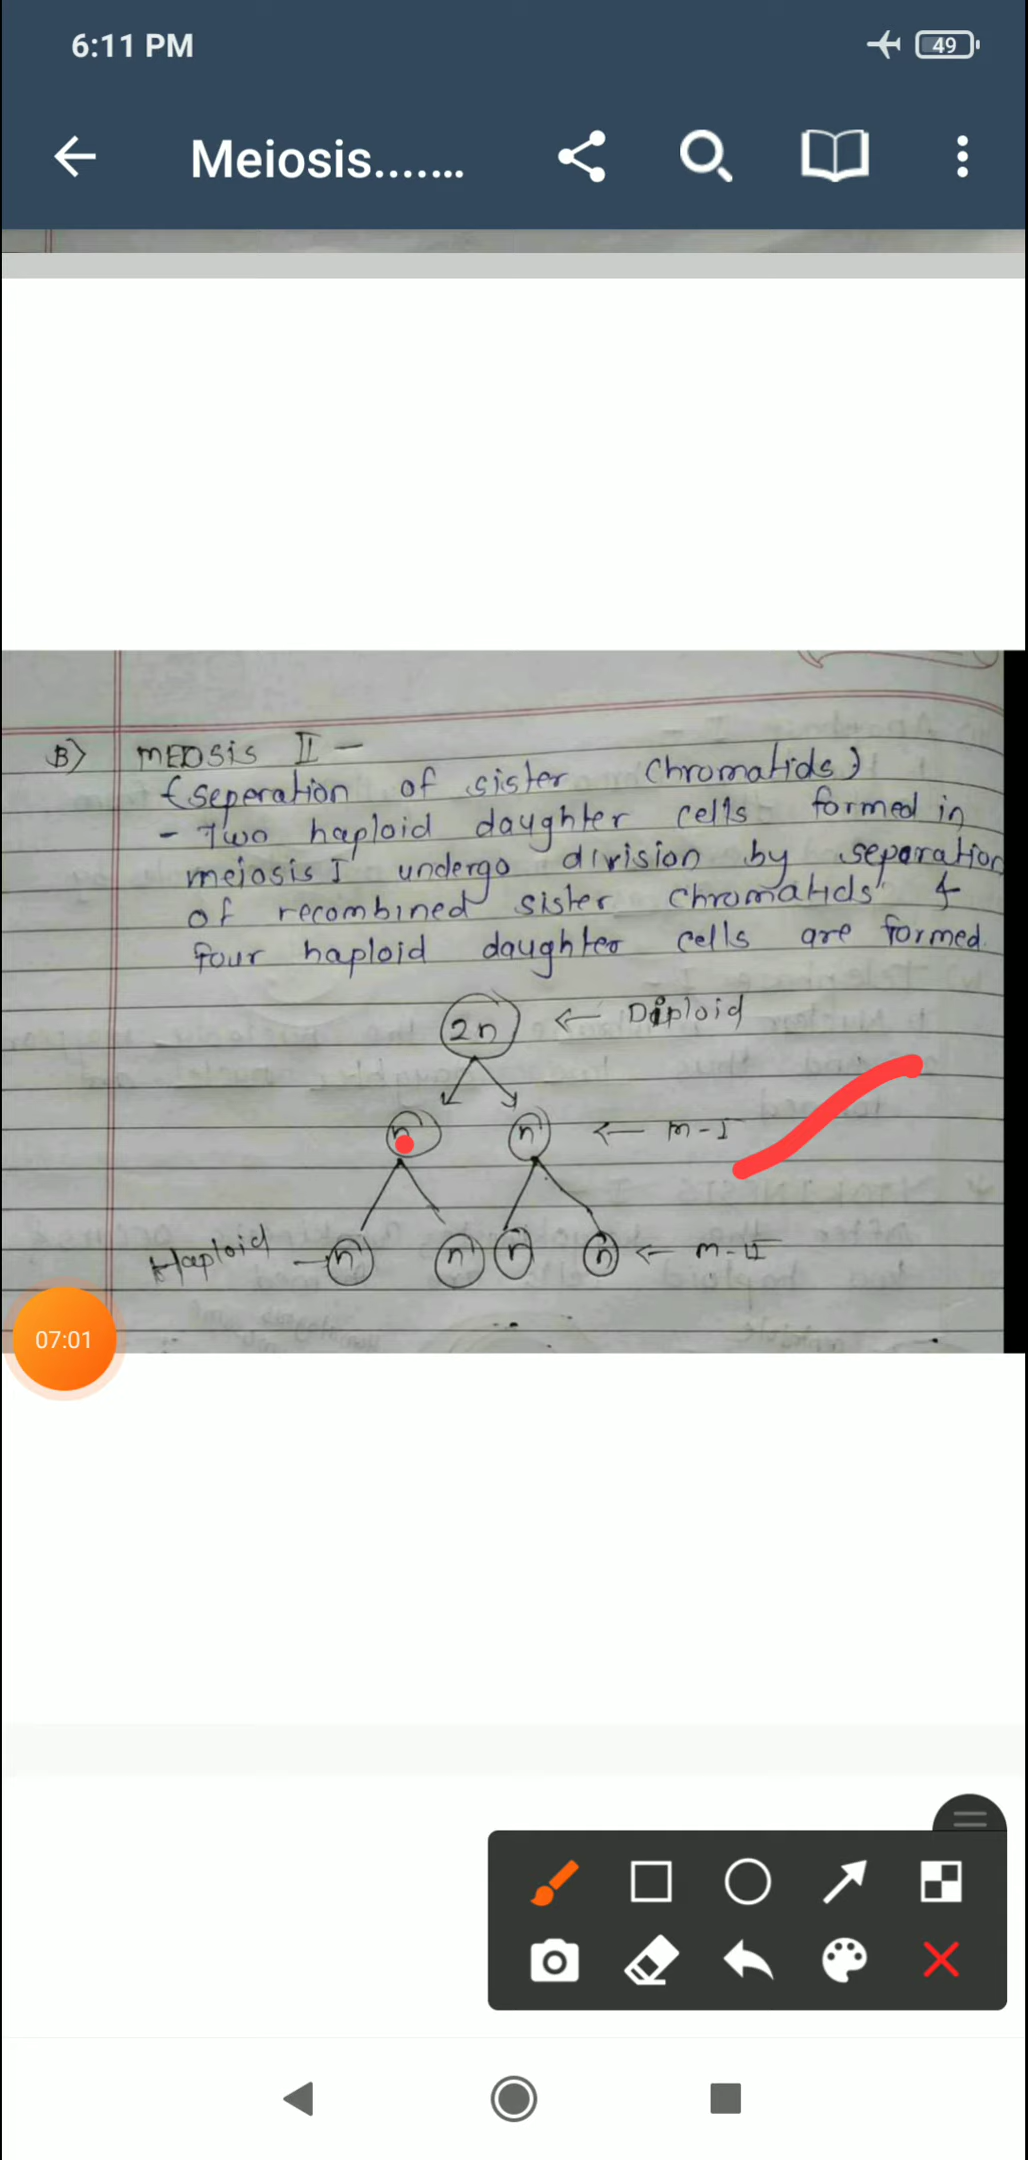 6:11 PM
49
Meiosis.......
B) MEOSIS II -
(seperation of sister chromatids)
- Two haploid daughter cells formed in
meiosis I undergo division by separation
of recombined sister chromatids &
four haploid daughter cells are formed.
2n ← Diploid
n n ← m-I
Haploid - n n n n ← m-II
07:01